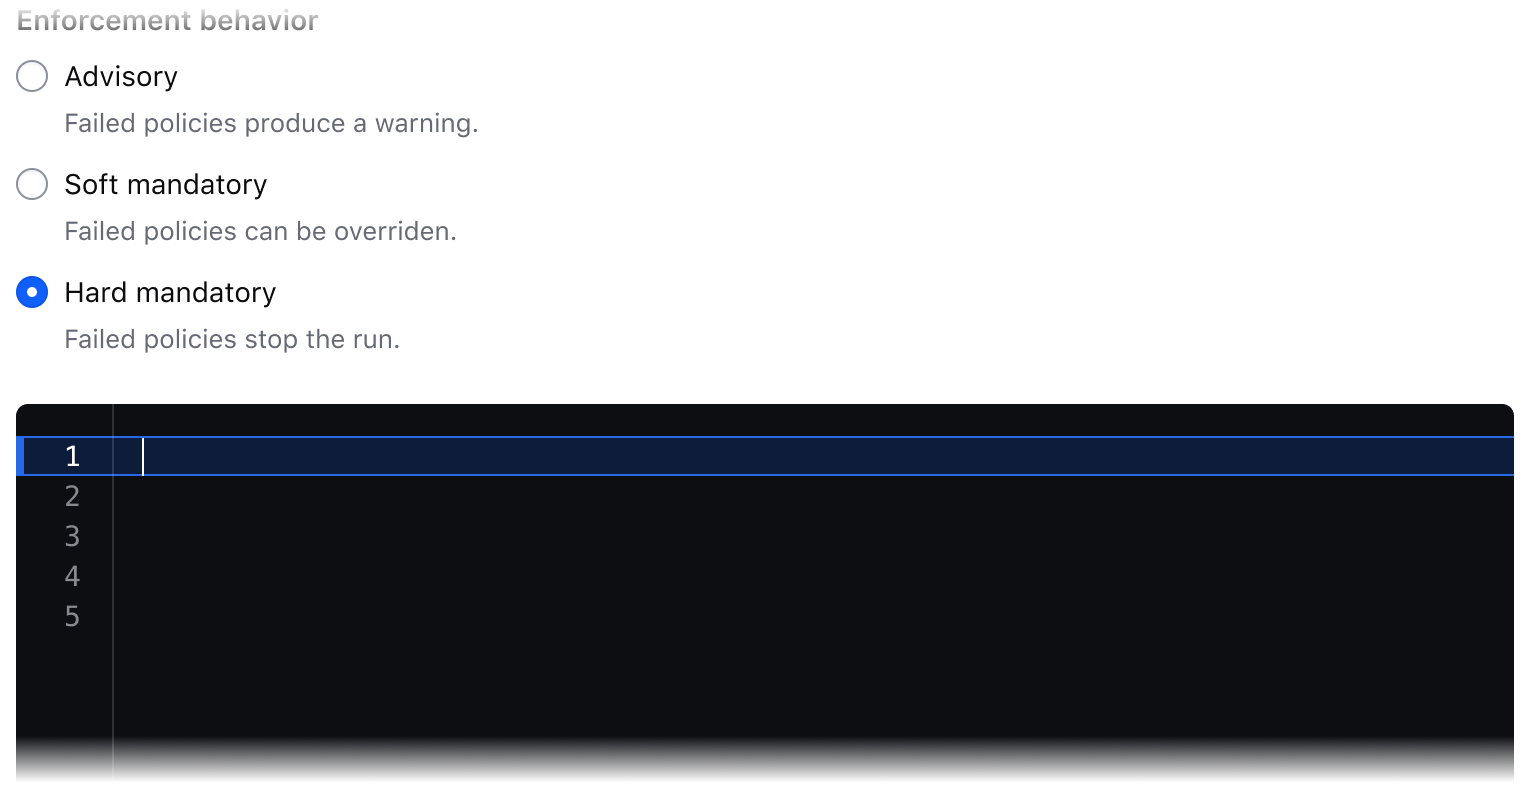 Enforcement behavior
Advisory
Failed policies produce a warning.
Soft mandatory
Failed policies can be overriden.
Hard mandatory
Failed policies stop the run.
1
2
3
4
5